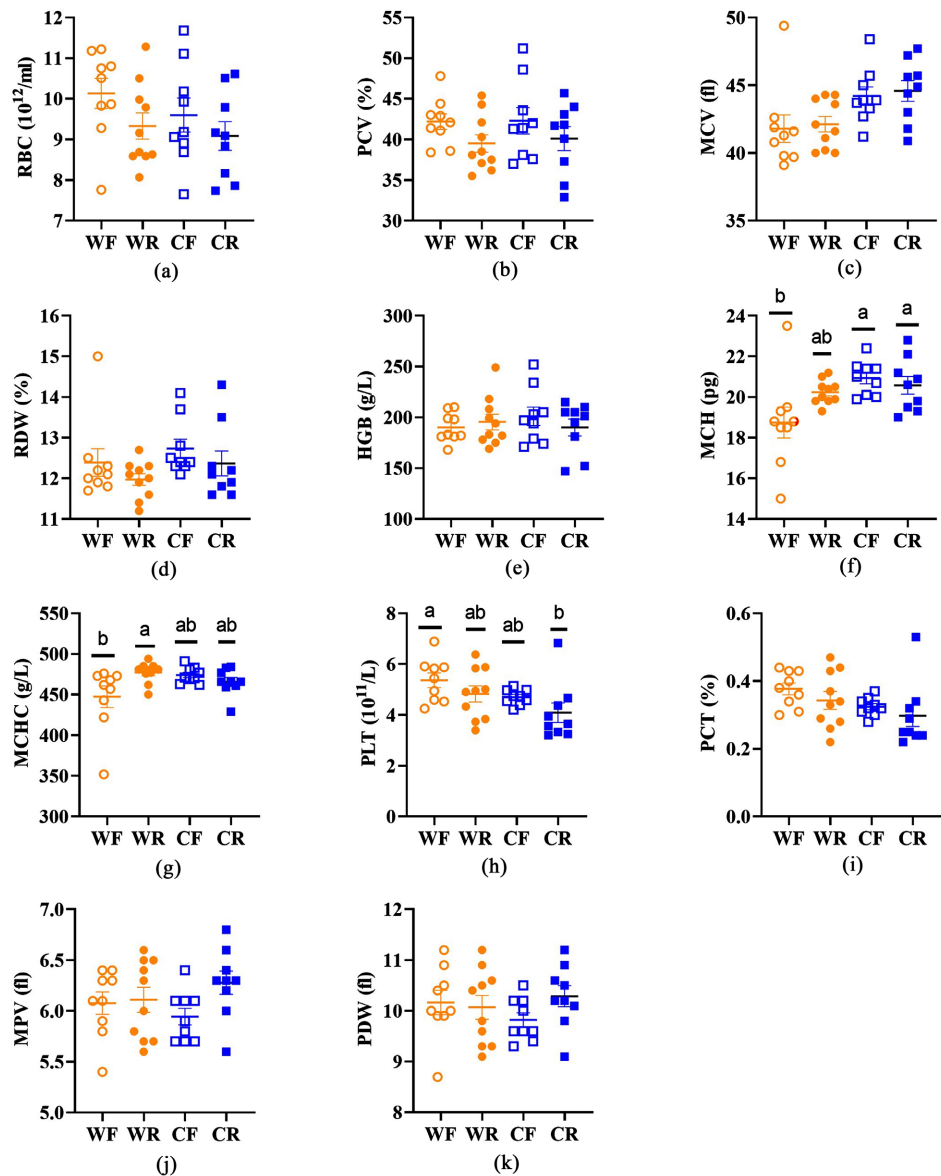 12
11
10
9
8
7
RBC (10¹²/ml)
WF WR CF CR
(a)
55
50
45
40
35
30
PCV (%)
WF WR CF CR
(b)
50
45
40
35
MCV (fl)
WF WR CF CR
(c)
16
15
14
13
12
11
RDW (%)
WF WR CF CR
(d)
300
250
200
150
100
HGB (g/L)
WF WR CF CR
(e)
24
22
20
18
16
14
MCH (pg)
b ab a a
WF WR CF CR
(f)
550
500
450
400
350
300
MCHC (g/L)
b a ab ab
WF WR CF CR
(g)
8
6
4
2
0
PLT (10¹¹/L)
a ab ab b
WF WR CF CR
(h)
0.6
0.4
0.2
0.0
PCT (%)
WF WR CF CR
(i)
7.0
6.5
6.0
5.5
5.0
MPV (fl)
WF WR CF CR
(j)
12
11
10
9
8
PDW (fl)
WF WR CF CR
(k)